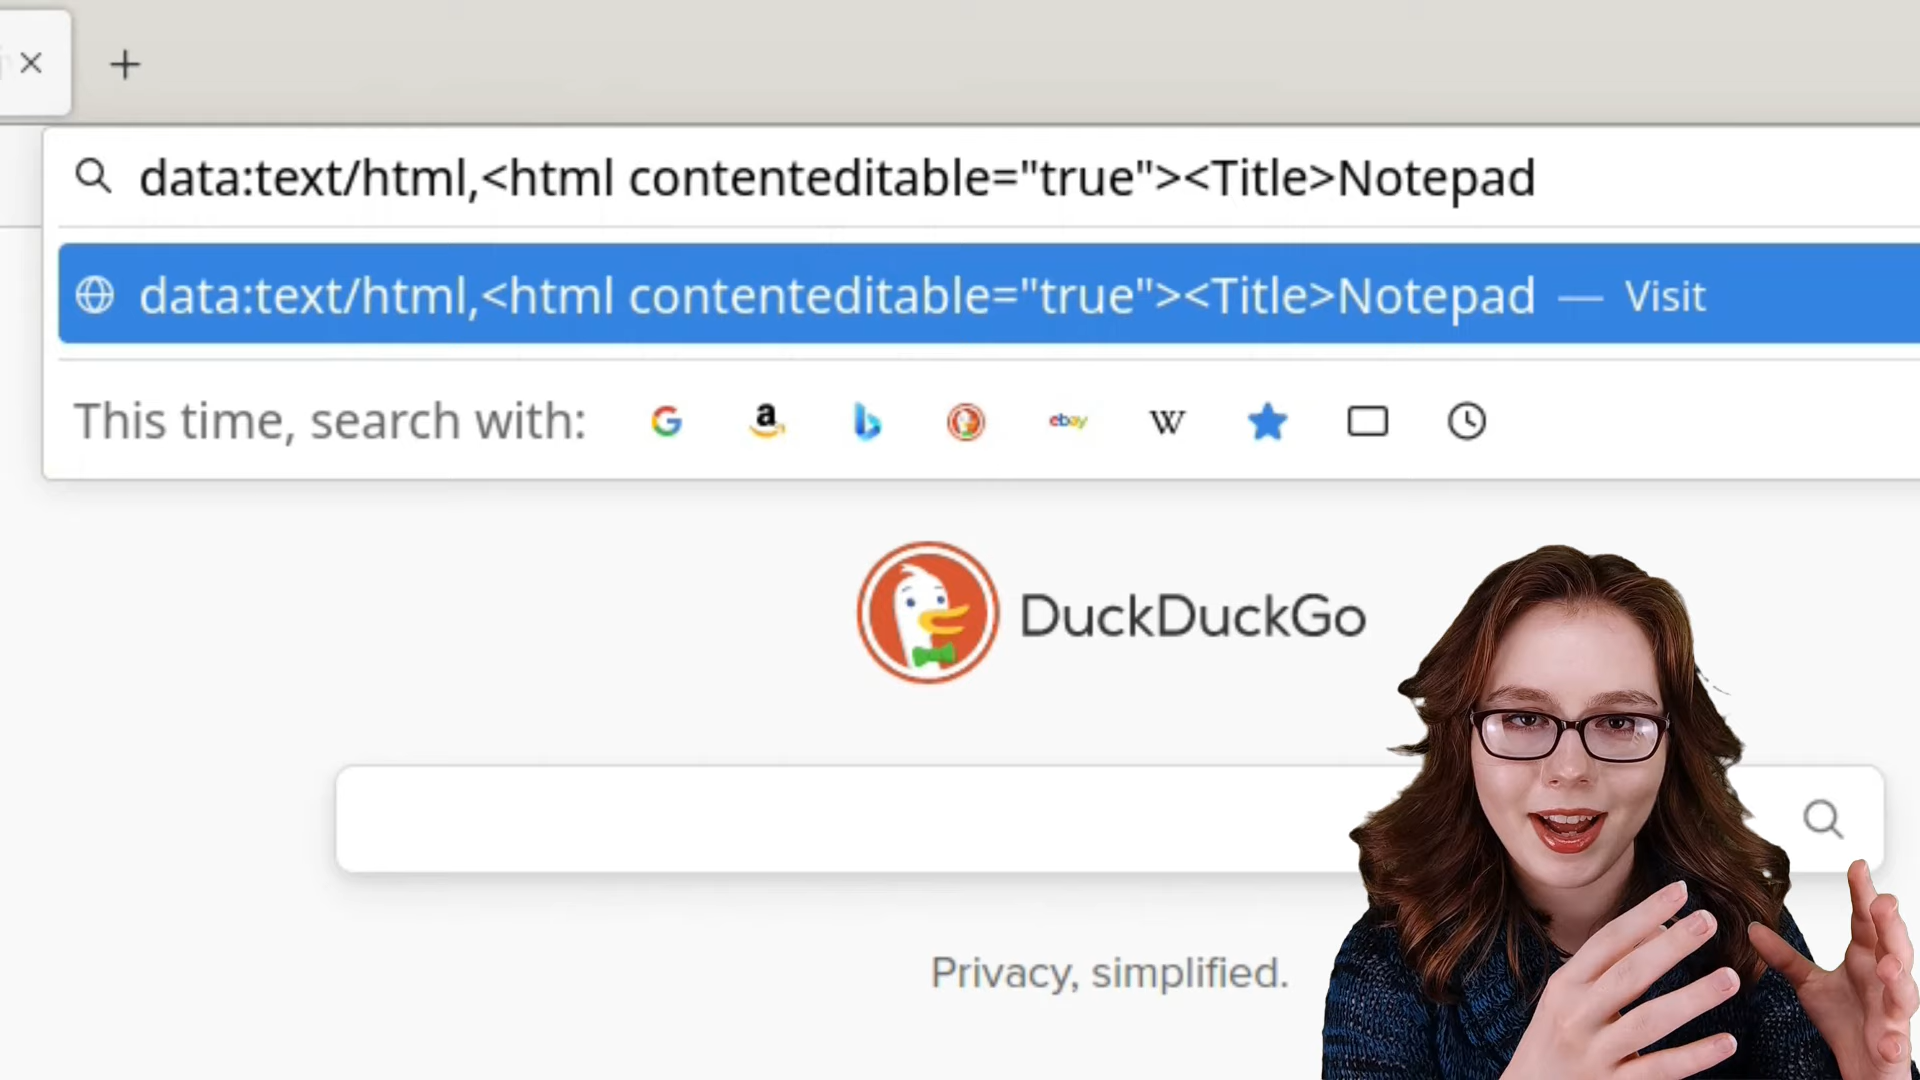 data:text/html,<html contenteditable="true"><Title>Notepad
data:text/html,<html contenteditable="true"><Title>Notepad — Visit
This time, search with: G a b ebay W
DuckDuckGo
Privacy, simplified.